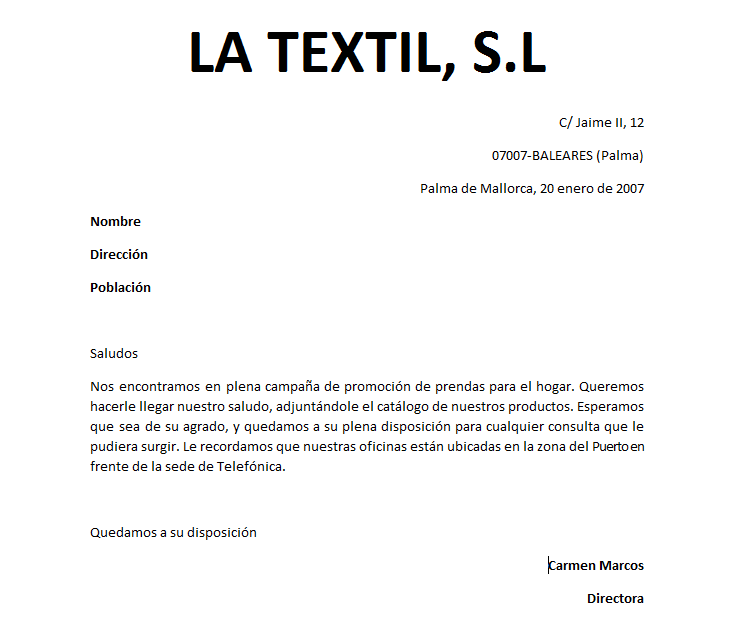 LA TEXTIL, S.L
C/ Jaime II, 12
07007-BALEARES (Palma)
Palma de Mallorca, 20 enero de 2007
Nombre
Dirección
Población
Saludos
Nos encontramos en plena campaña de promoción de prendas para el hogar. Queremos
hacerle llegar nuestro saludo, adjuntándole el catálogo de nuestros productos. Esperamos
que sea de su agrado, y quedamos a su plena disposición para cualquier consulta que le
pudiera surgir. Le recordamos que nuestras oficinas están ubicadas en la zona del Puerto en
frente de la sede de Telefónica.
Quedamos a su disposición
Carmen Marcos
Directora